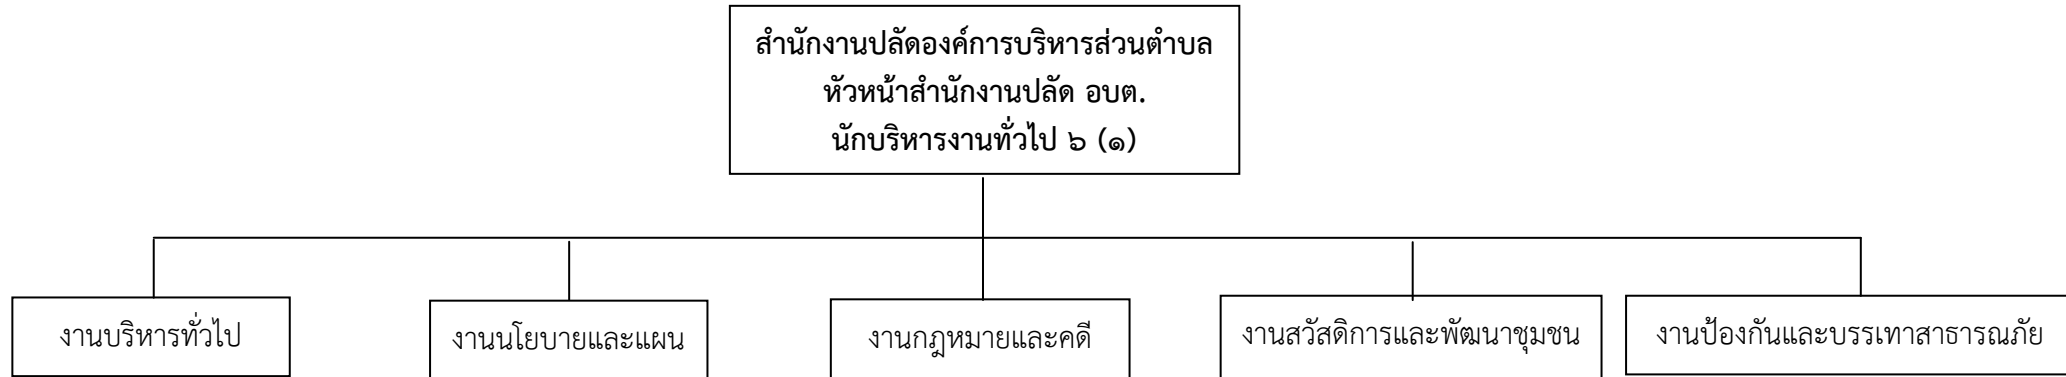 สำนักงานปลัดองค์การบริหารส่วนตำบล
หัวหน้าสำนักงานปลัด อบต.
นักบริหารงานทั่วไป ๖ (๑)
งานบริหารทั่วไป
งานนโยบายและแผน
งานกฎหมายและคดี
งานสวัสดิการและพัฒนาชุมชน
งานป้องกันและบรรเทาสาธารณภัย